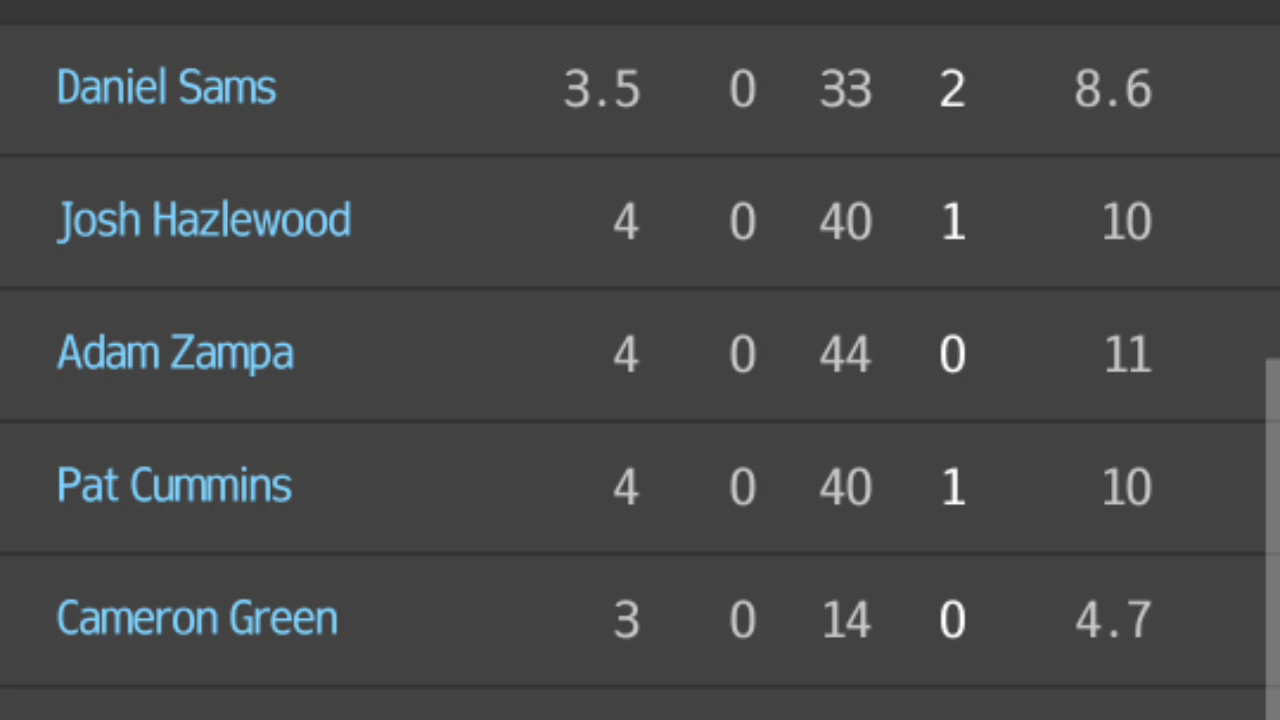 Daniel Sams 3.5 0 33 2 8.6
Josh Hazlewood 4 0 40 1 10
Adam Zampa 4 0 44 0 11
Pat Cummins 4 0 40 1 10
Cameron Green 3 0 14 0 4.7